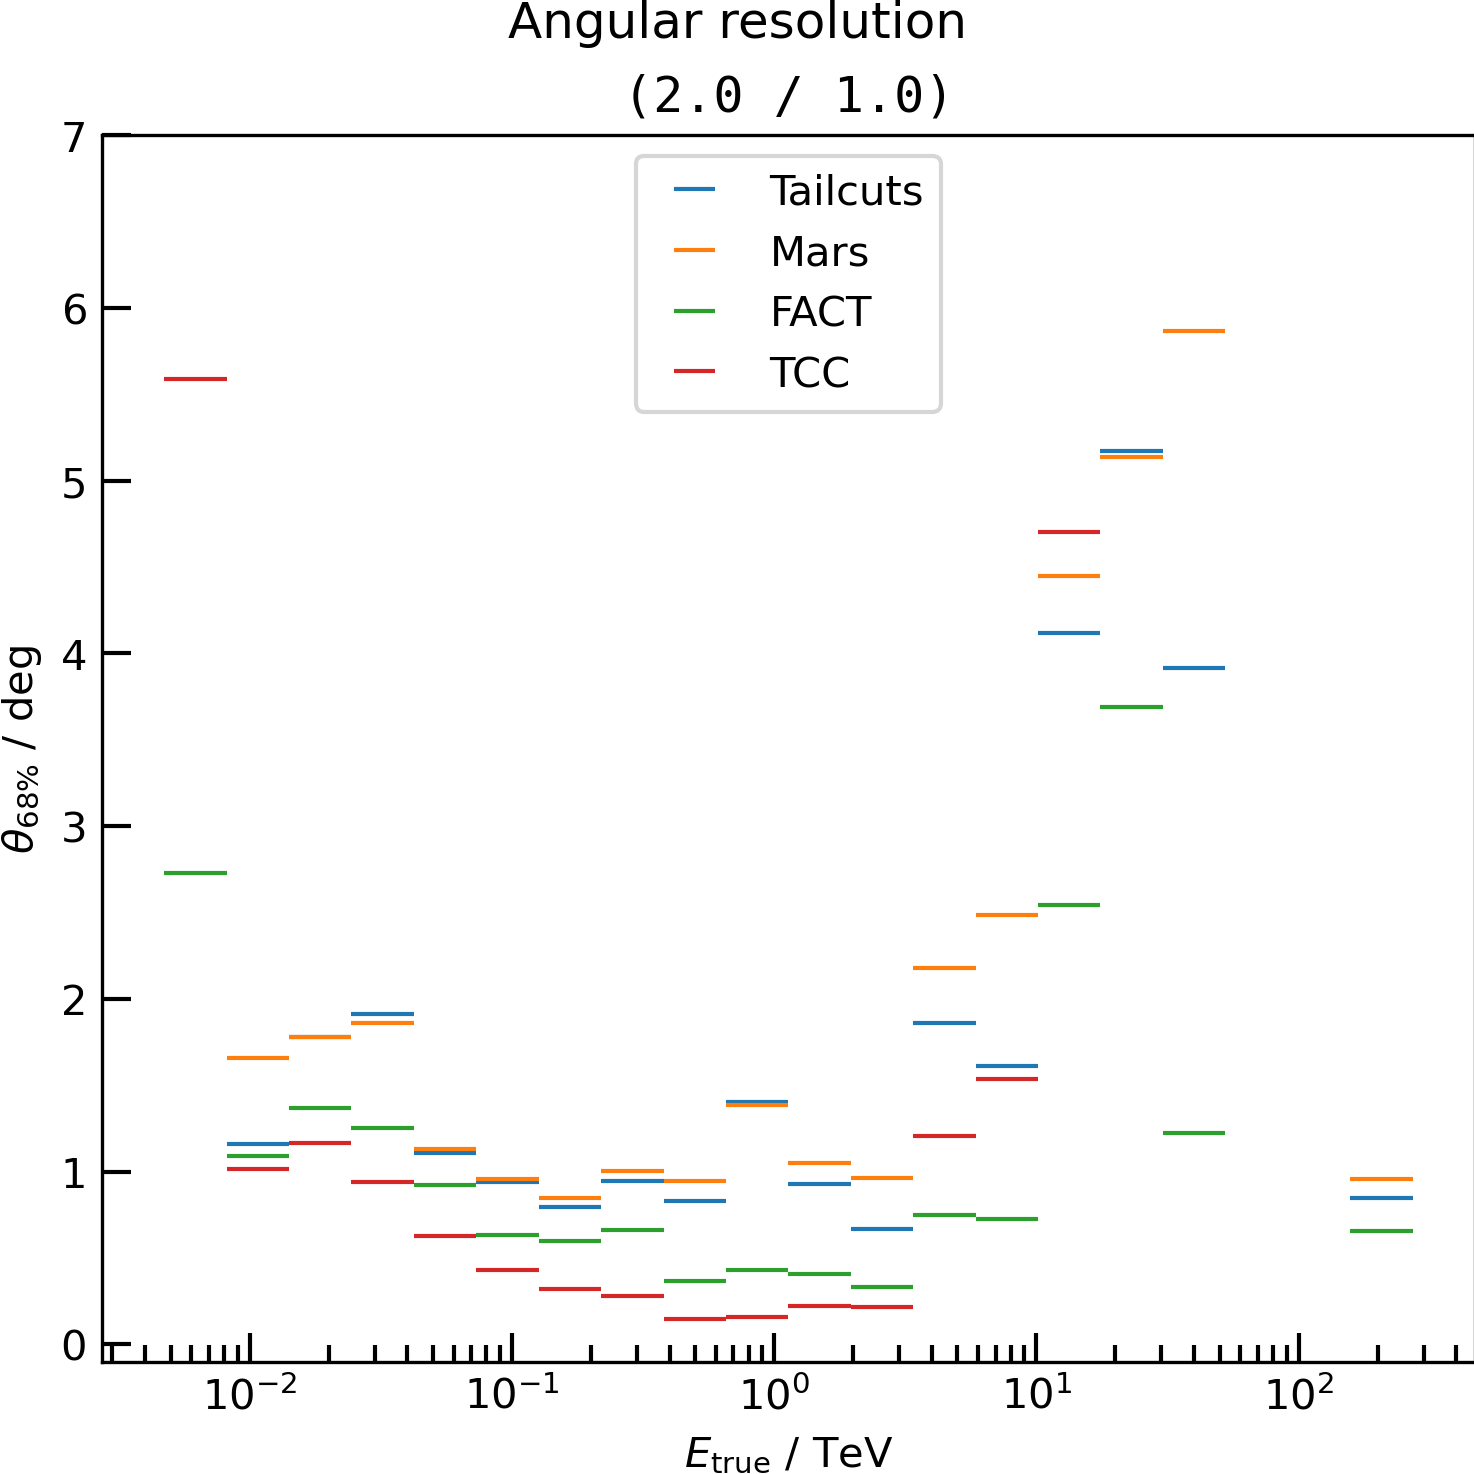 Angular resolution
(2.0 / 1.0)
Tailcuts
Mars
FACT
TCC
7
6
5
4
3
2
1
0
θ68% / deg
10⁻² 10⁻¹ 10⁰ 10¹ 10²
Etrue / TeV